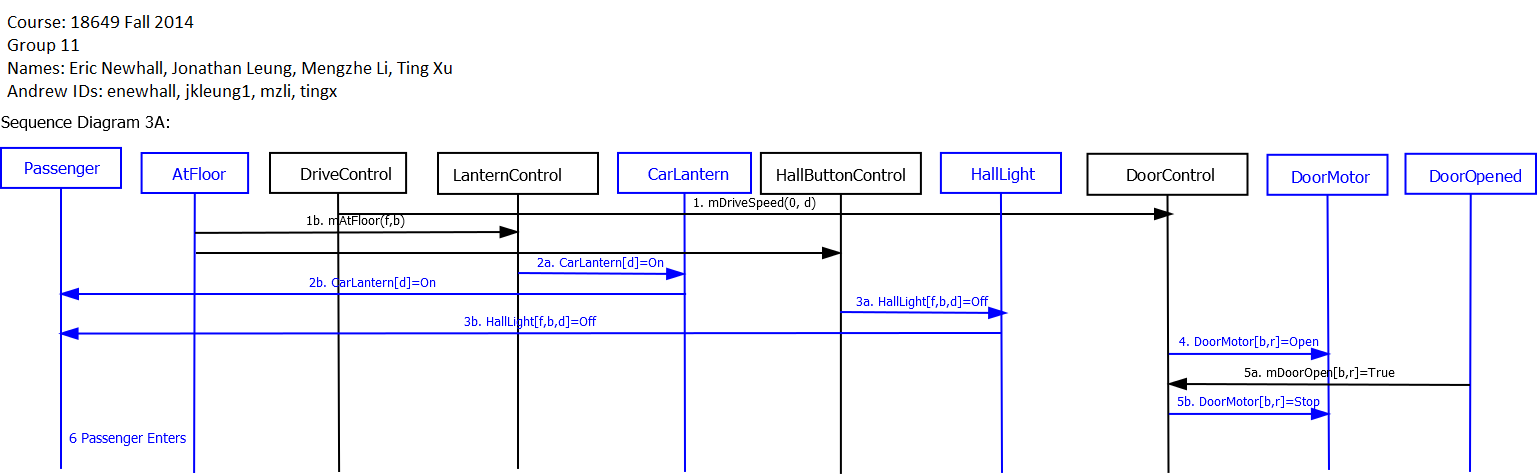 Course: 18649 Fall 2014
Group 11
Names: Eric Newhall, Jonathan Leung, Mengzhe Li, Ting Xu
Andrew IDs: enewhall, jkleung1, mzli, tingx
Sequence Diagram 3A:
Passenger
AtFloor
DriveControl
LanternControl
CarLantern
HallButtonControl
HallLight
DoorControl
DoorMotor
DoorOpened
1. mDriveSpeed(0, d)
1b. mAtFloor(f,b)
2a. CarLantern[d]=On
2b. CarLantern[d]=On
3a. HallLight[f,b,d]=Off
3b. HallLight[f,b,d]=Off
4. DoorMotor[b,r]=Open
5a. mDoorOpen[b,r]=True
5b. DoorMotor[b,r]=Stop
6 Passenger Enters